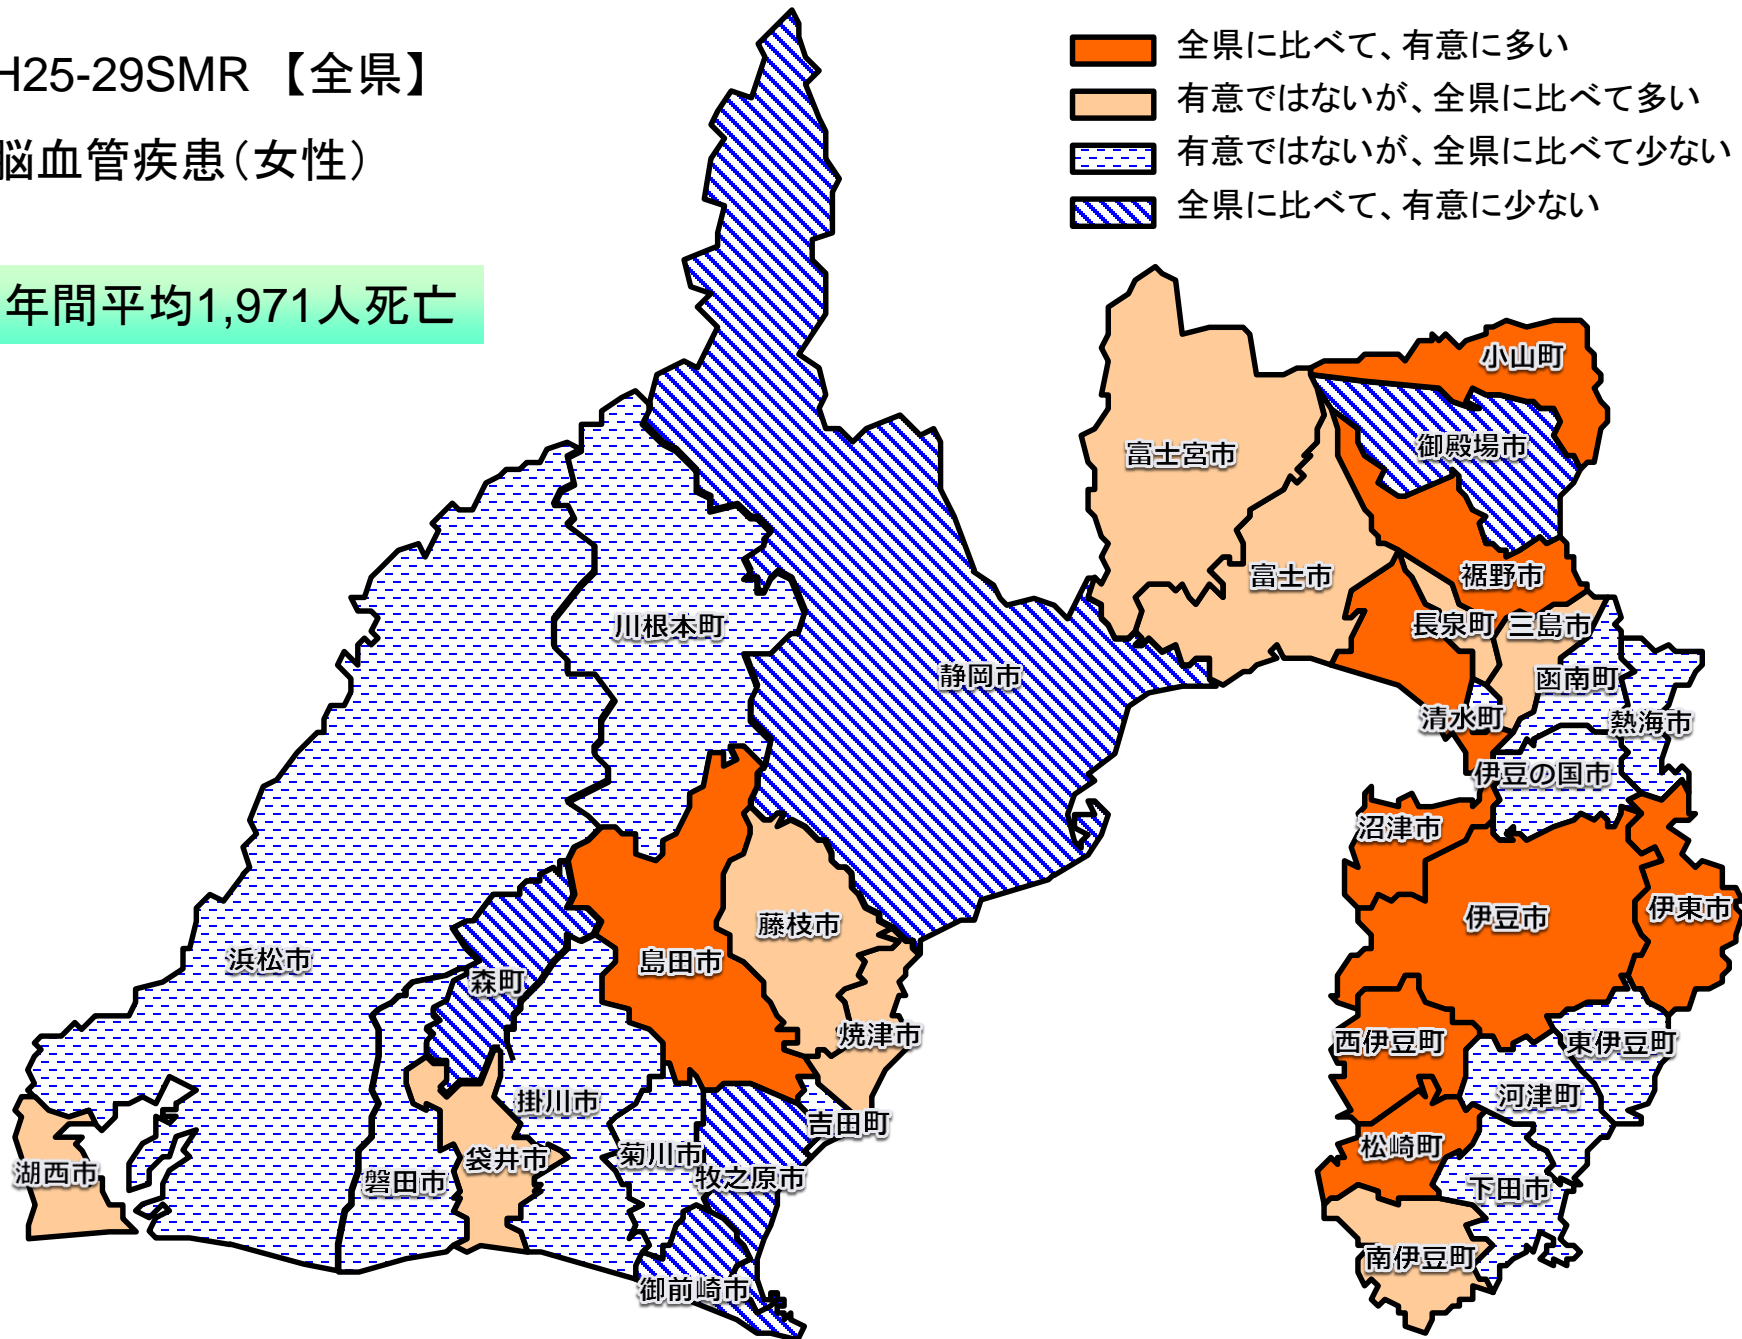 H25-29SMR 【全県】
脳血管疾患(女性)
年間平均1,971人死亡
全県に比べて、有意に多い
有意ではないが、全県に比べて多い
有意ではないが、全県に比べて少ない
全県に比べて、有意に少ない
小山町
御殿場市
富士宮市
裾野市
富士市
長泉町
三島市
川根本町
函南町
静岡市
清水町
熱海市
伊豆の国市
沼津市
伊豆市
伊東市
藤枝市
島田市
浜松市
森町
焼津市
西伊豆町
東伊豆町
河津町
掛川市
吉田町
松崎町
菊川市
袋井市
湖西市
磐田市
牧之原市
下田市
南伊豆町
御前崎市